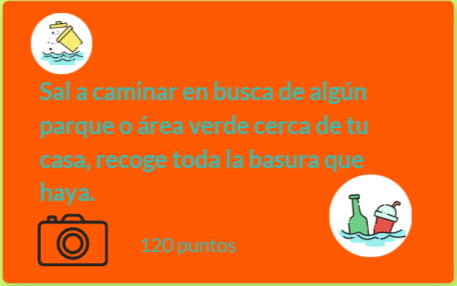 Sal a caminar en busca de algún
parque o área verde cerca de tu
casa, recoge toda la basura que
haya.
120 puntos